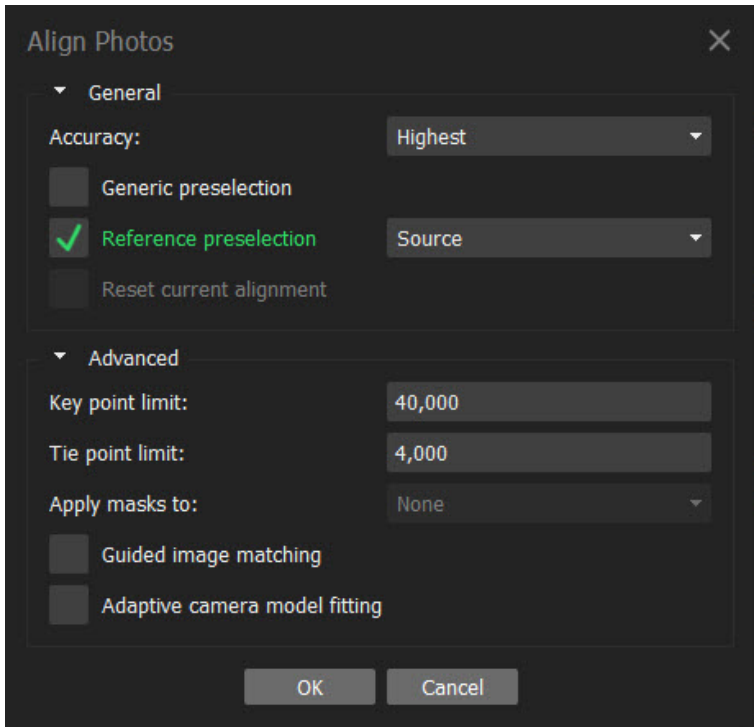 Align Photos
General
Accuracy: Highest
Generic preselection
Reference preselection Source
Reset current alignment
Advanced
Key point limit: 40,000
Tie point limit: 4,000
Apply masks to: None
Guided image matching
Adaptive camera model fitting
OK Cancel